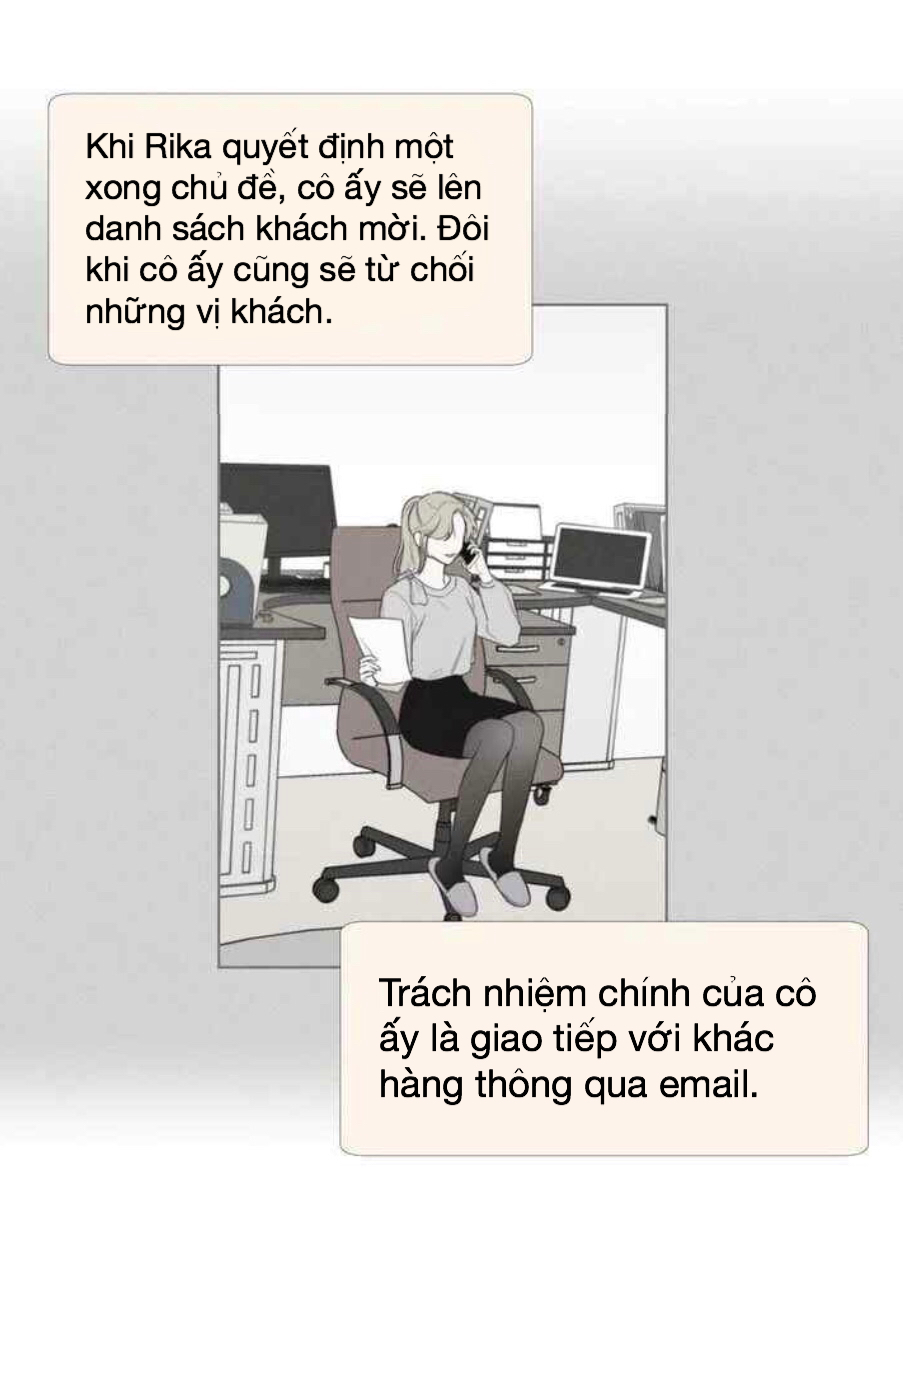 Khi Rika quyết định một
xong chủ đề, cô ấy sẽ lên
danh sách khách mời. Đôi
khi cô ấy cũng sẽ từ chối
những vị khách.
Trách nhiệm chính của cô
ấy là giao tiếp với khác
hàng thông qua email.